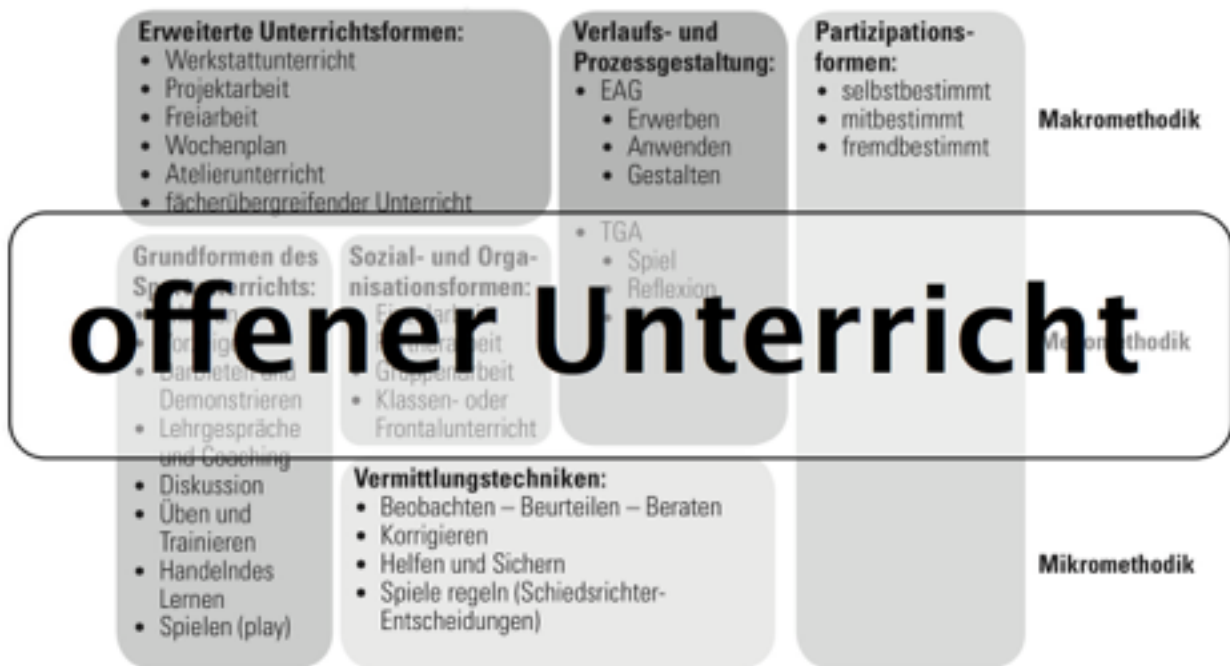 Erweiterte Unterrichtsformen:
• Werkstattunterricht
• Projektarbeit
• Freiarbeit
• Wochenplan
• Atelierunterricht
• fächerübergreifender Unterricht
Verlaufs- und
Prozessgestaltung:
• EAG
• Erwerben
• Anwenden
• Gestalten
• TGA
• Spiel
• Reflexion
Partizipations-
formen:
• selbstbestimmt
• mitbestimmt
• fremdbestimmt
Makromethodik
offener Unterricht
Grundformen des
• Darbieten und
Demonstrieren
• Lehrgespräche
und Coaching
• Diskussion
• Üben und
Trainieren
• Handelndes
Lernen
• Spielen (play)
Sozial- und Orga-
nisationsformen:
• Gruppenarbeit
• Klassen- oder
Frontalunterricht
Vermittlungstechniken:
• Beobachten – Beurteilen – Beraten
• Korrigieren
• Helfen und Sichern
• Spiele regeln (Schiedsrichter-
Entscheidungen)
Mikromethodik